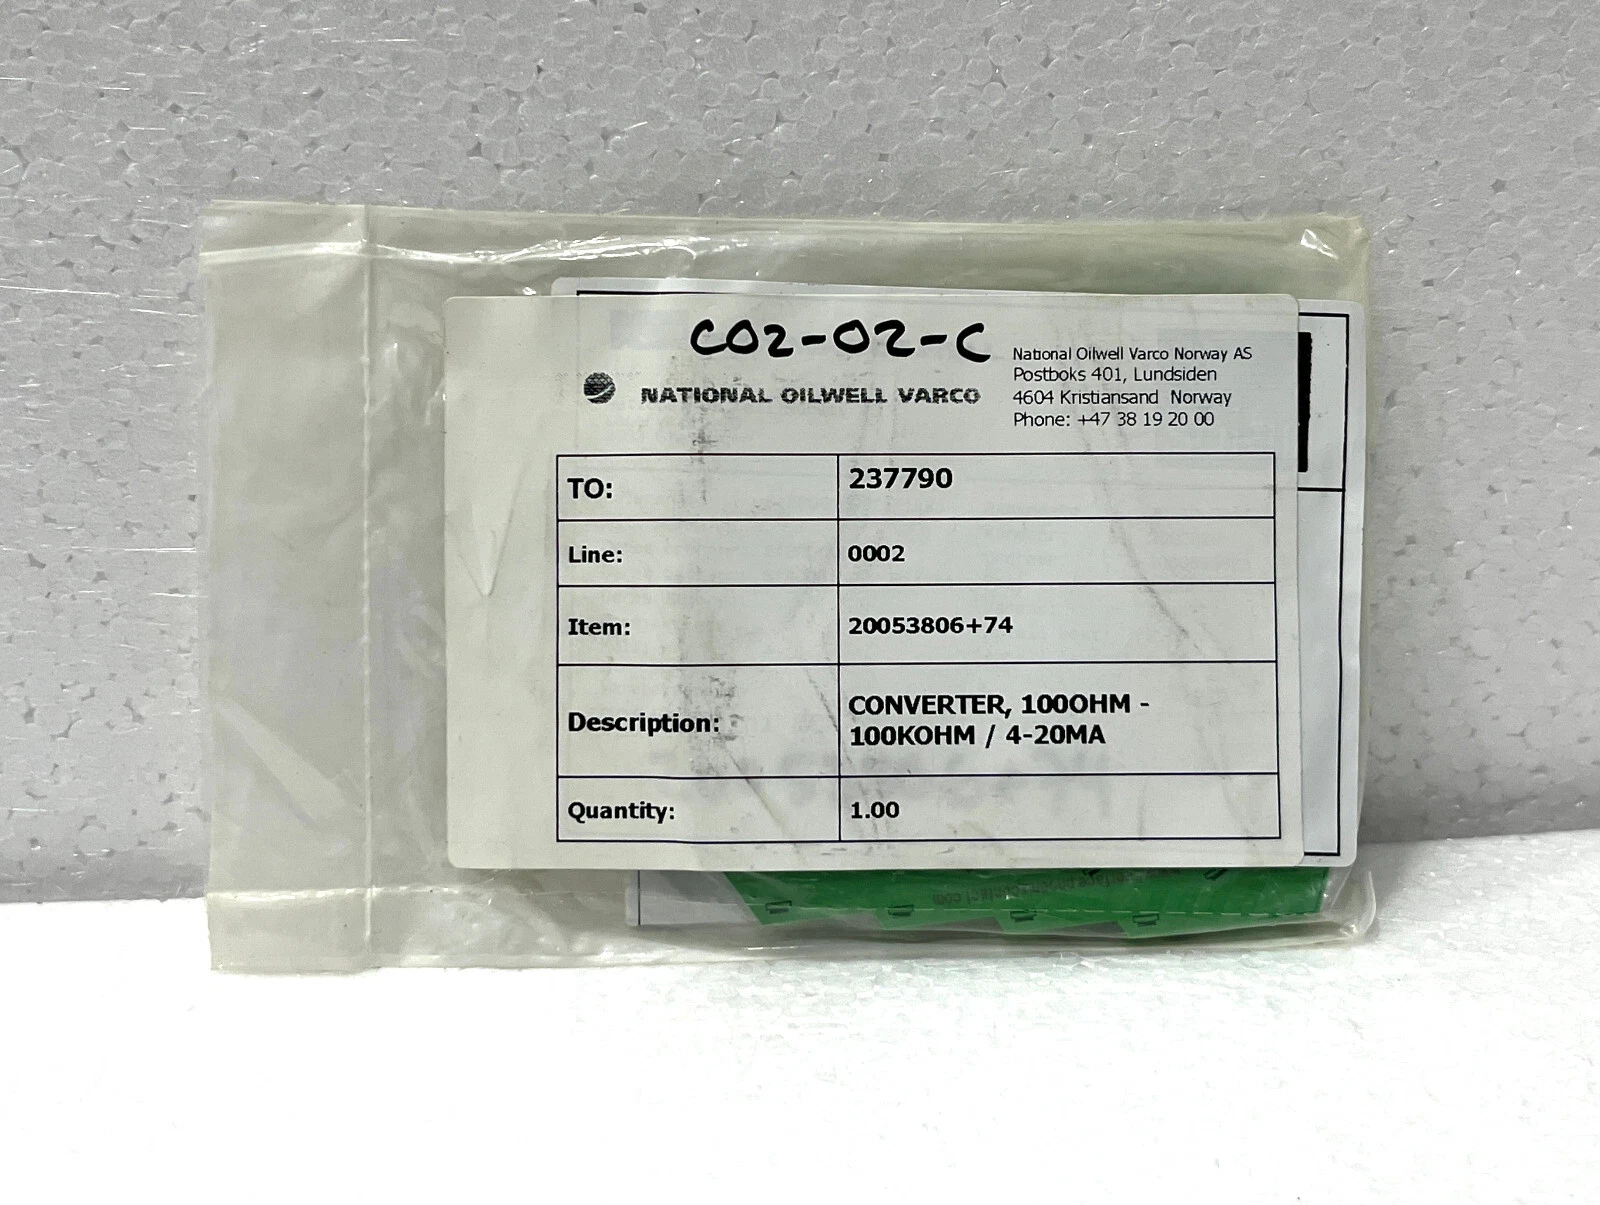 CO2-02-C
NATIONAL OILWELL VARCO
National Oilwell Varco Norway AS
Postboks 401, Lundsiden
4604 Kristiansand Norway
Phone: +47 38 19 20 00
TO: 237790
Line: 0002
Item: 20053806+74
Description: CONVERTER, 100OHM -
100KOHM / 4-20MA
Quantity: 1.00